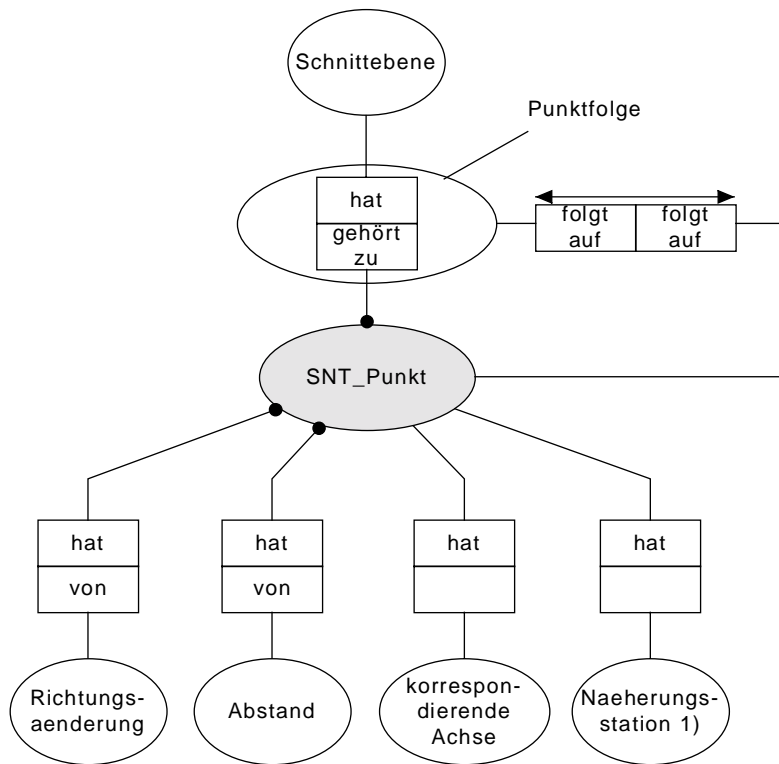 Schnittebene
Punktfolge
hat
gehört
zu
folgt
auf
folgt
auf
SNT_Punkt
hat
von
hat
von
hat
hat
Richtungs-
aenderung
Abstand
korrespon-
dierende
Achse
Naeherungs-
station 1)